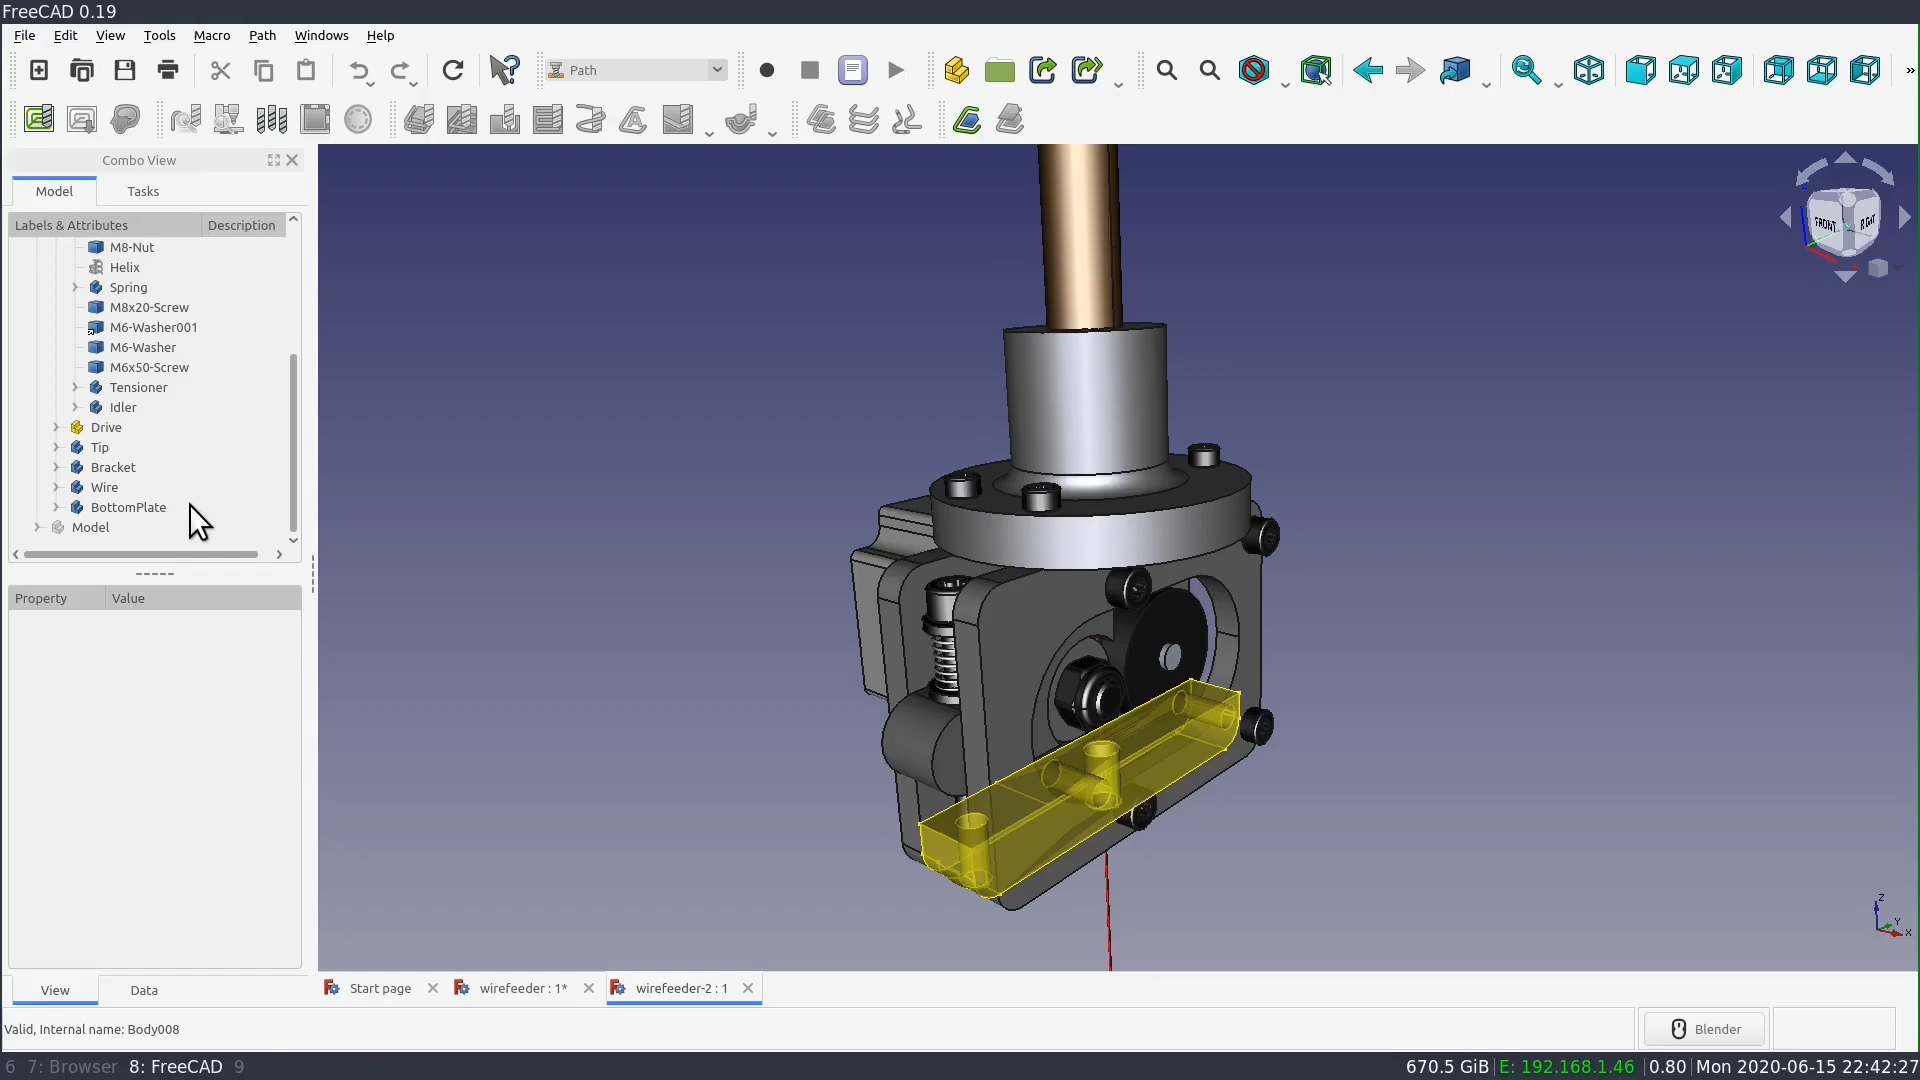 FreeCAD 0.19
File Edit View Tools Macro Path Windows Help
Path
»
Combo View
Model Tasks
Labels & Attributes Description
M8-Nut
Helix
Spring
M8x20-Screw
M6-Washer001
M6-Washer
M6x50-Screw
Tensioner
Idler
Drive
Tip
Bracket
Wire
BottomPlate
Model
Property Value
FRONT
Z
Y
X
View Data
Start page wirefeeder : 1* wirefeeder-2 : 1
Valid, Internal name: Body008
Blender
6 7: Browser 8: FreeCAD 9
670.5 GiB E: 192.168.1.46 0.80 Mon 2020-06-15 22:42:27